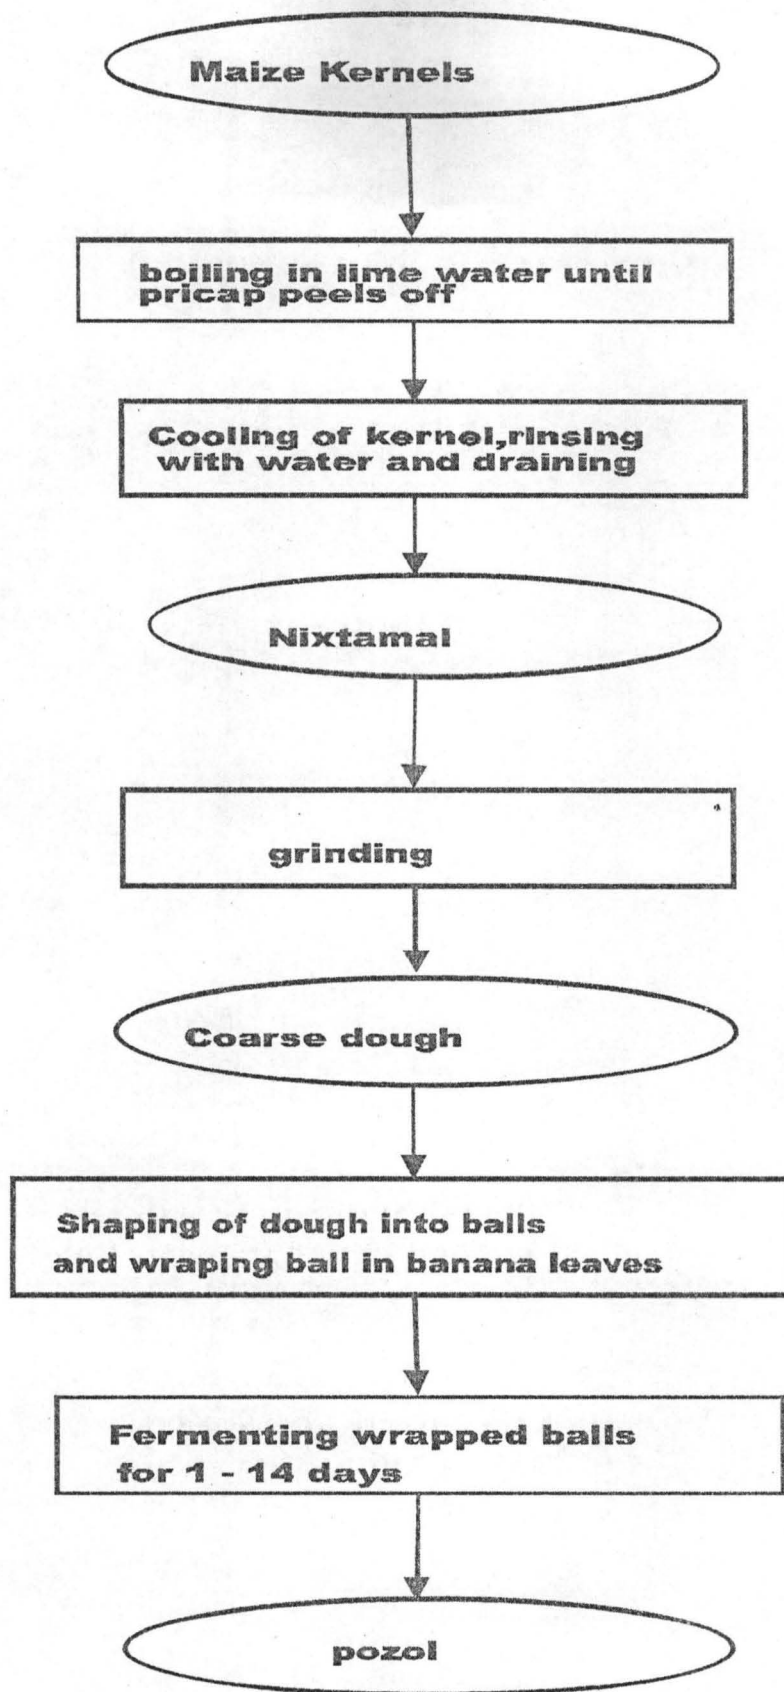 Maize Kernels
boiling in lime water until
pricap peels off
Cooling of kernel,rinsing
with water and draining
Nixtamal
grinding
Coarse dough
Shaping of dough into balls
and wraping ball in banana leaves
Fermenting wrapped balls
for 1 - 14 days
pozol